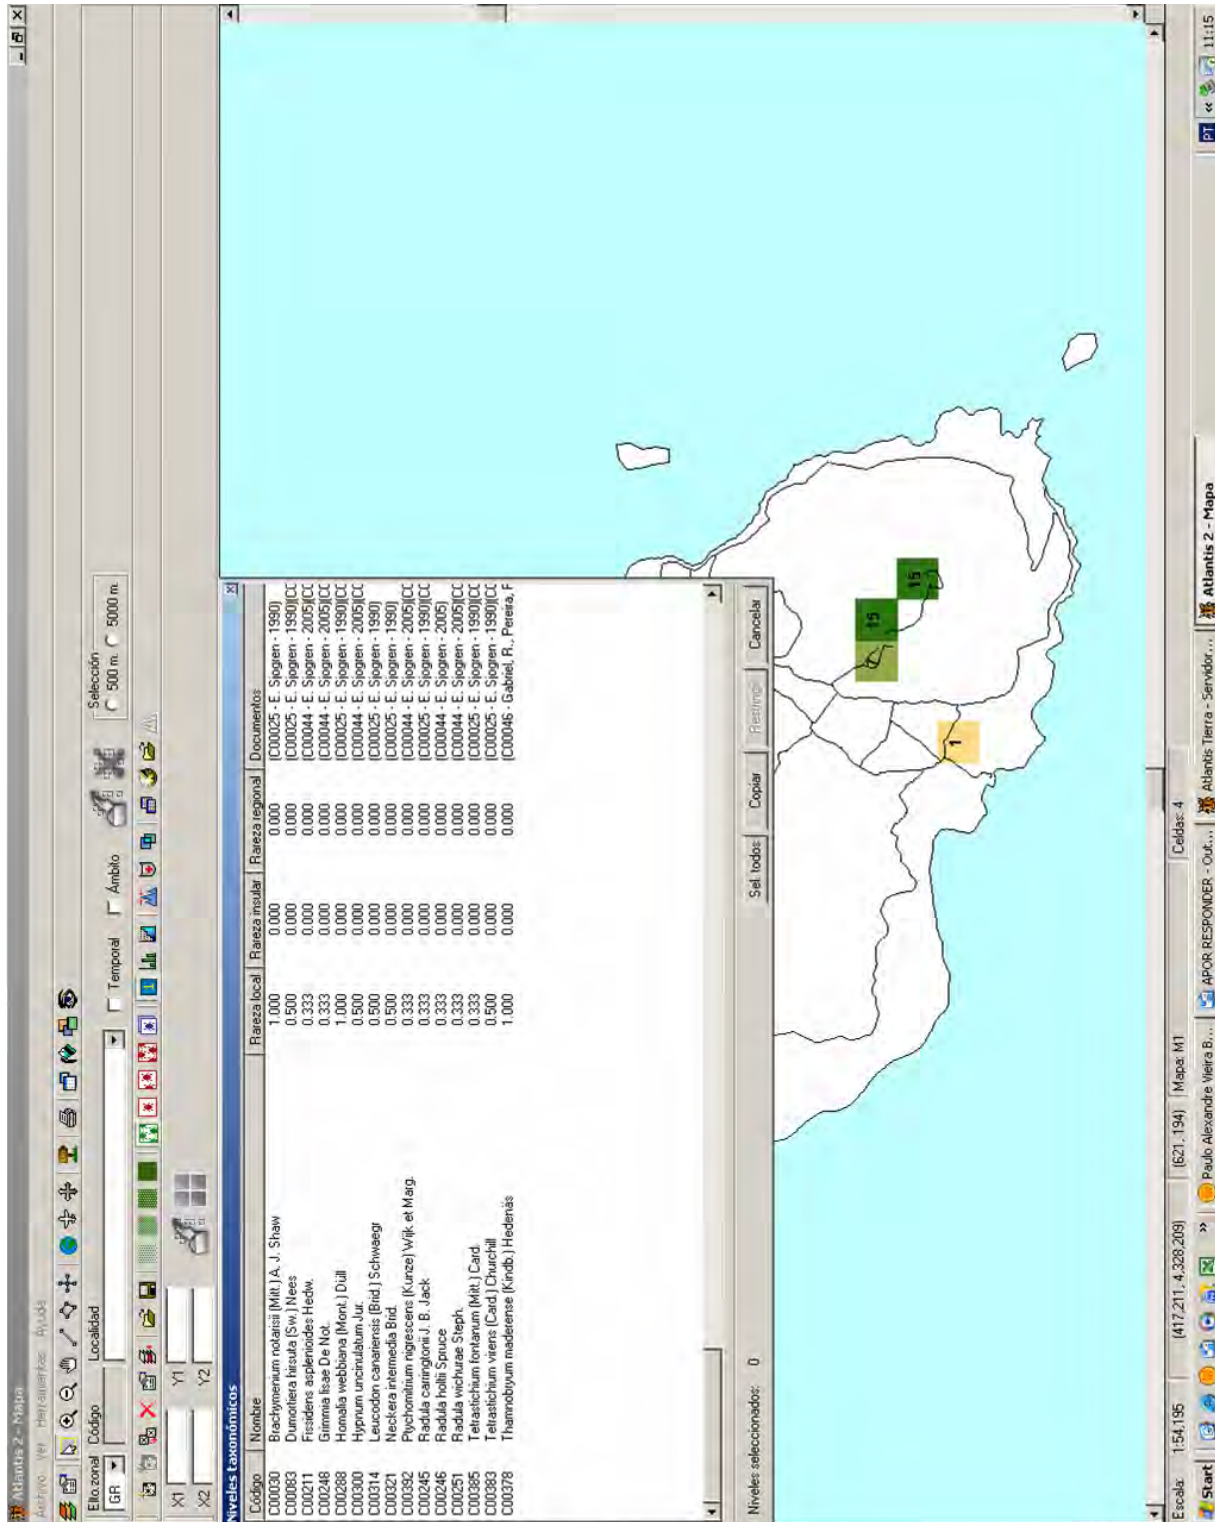 Atlantis 2 - Mapa
Archivo Ver Herramientas Ayuda
Ello.zonal Código Localidad
GR
Temporal Ámbito
Selección
500 m. 5000 m.
X1 Y1
X2 Y2
Niveles taxonómicos
Código Nombre Rareza local Rareza insular Rareza regional Documentos
C00030 Brachymenium notarisii (Mitt.) A. J. Shaw 1.000 0.000 0.000 (C00025 - E. Sjogren - 1990)
C00083 Dumortiera hirsuta (Sw.) Nees 0.500 0.000 0.000 (C00025 - E. Sjogren - 1990)(CC
C00211 Fissidens asplenioides Hedw. 0.333 0.000 0.000 (C00044 - E. Sjogren - 2005)(CC
C00248 Grimmia lisae De Not. 0.333 0.000 0.000 (C00044 - E. Sjogren - 2005)(CC
C00288 Homalia webbiana (Mont.) Düll 1.000 0.000 0.000 (C00025 - E. Sjogren - 1990)(CC
C00300 Hypnum uncinulatum Jur. 0.500 0.000 0.000 (C00044 - E. Sjogren - 2005)(CC
C00314 Leucodon canariensis (Brid.) Schwaegr 0.500 0.000 0.000 (C00025 - E. Sjogren - 1990)
C00321 Neckera intermedia Brid. 0.500 0.000 0.000 (C00025 - E. Sjogren - 1990)
C00392 Ptychomitrium nigrescens (Kunze) Wijk et Marg. 0.333 0.000 0.000 (C00044 - E. Sjogren - 2005)(CC
C00245 Radula carringtonii J. B. Jack 0.333 0.000 0.000 (C00025 - E. Sjogren - 1990)(CC
C00246 Radula holtii Spruce 0.333 0.000 0.000 (C00044 - E. Sjogren - 2005)
C00251 Radula wichurae Steph. 0.333 0.000 0.000 (C00044 - E. Sjogren - 2005)(CC
C00385 Tetrastichium fontanum (Mitt.) Card. 0.333 0.000 0.000 (C00025 - E. Sjogren - 1990)(CC
C00383 Tetrastichium virens (Card.) Churchill 0.500 0.000 0.000 (C00025 - E. Sjogren - 1990)(CC
C00378 Thamnobryum maderense (Kindb.) Hedenäs 1.000 0.000 0.000 (C00046 - Gabriel, R., Pereira, F
Niveles seleccionados: 0
Sel. todos Copiar Restringir Cancelar
15
15
1
Escala: 1:54,195 (417,211, 4,328,209) (621, 194) Mapa: M1 Celdas: 4
Start Paulo Alexandre Vieira B... APOR RESPONDER - Out... Atlantis Tierra - Servidor ... Atlantis 2 - Mapa PT 11:15